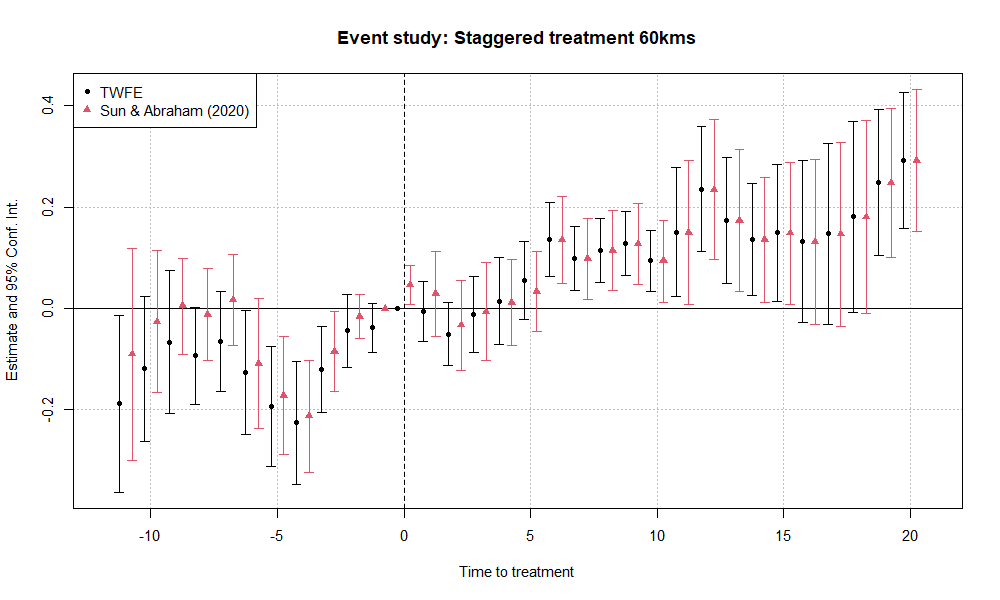 Event study: Staggered treatment 60kms
TWFE
Sun & Abraham (2020)
Estimate and 95% Conf. Int.
0.4
0.2
0.0
-0.2
-10
-5
0
5
10
15
20
Time to treatment